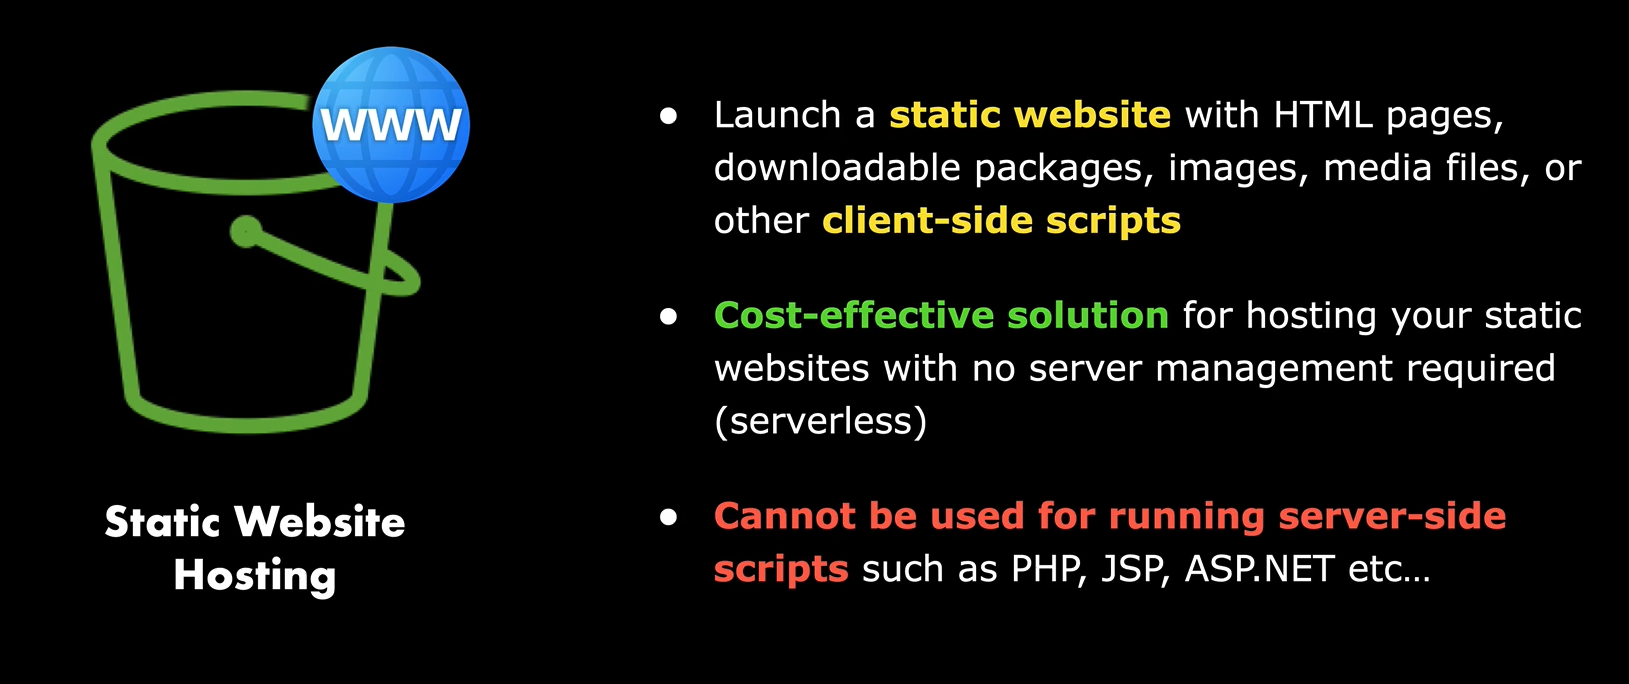 WWW
Static Website
Hosting
● Launch a static website with HTML pages,
downloadable packages, images, media files, or
other client-side scripts
● Cost-effective solution for hosting your static
websites with no server management required
(serverless)
● Cannot be used for running server-side
scripts such as PHP, JSP, ASP.NET etc...